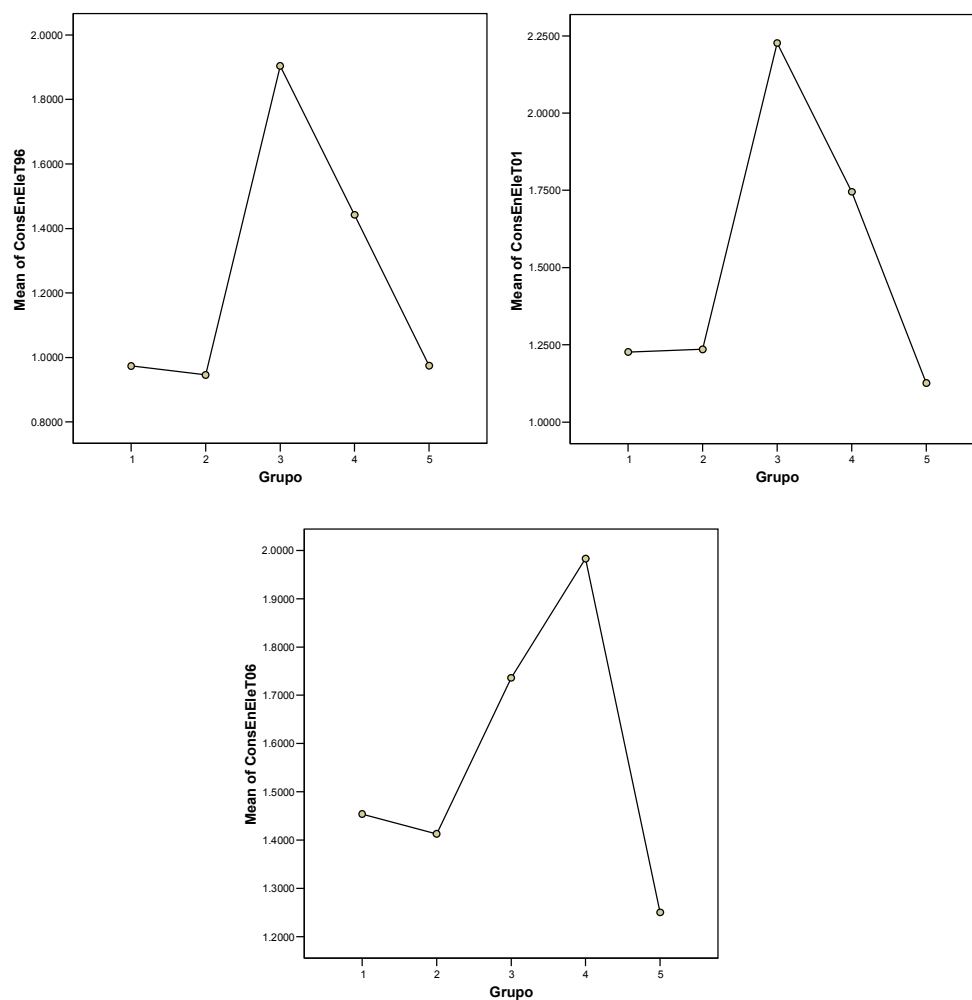 2.0000
1.8000
1.6000
1.4000
1.2000
1.0000
0.8000
Mean of ConsEnEleT96
1 2 3 4 5
Grupo
2.2500
2.0000
1.7500
1.5000
1.2500
1.0000
Mean of ConsEnEleT01
1 2 3 4 5
Grupo
2.0000
1.9000
1.8000
1.7000
1.6000
1.5000
1.4000
1.3000
1.2000
Mean of ConsEnEleT06
1 2 3 4 5
Grupo